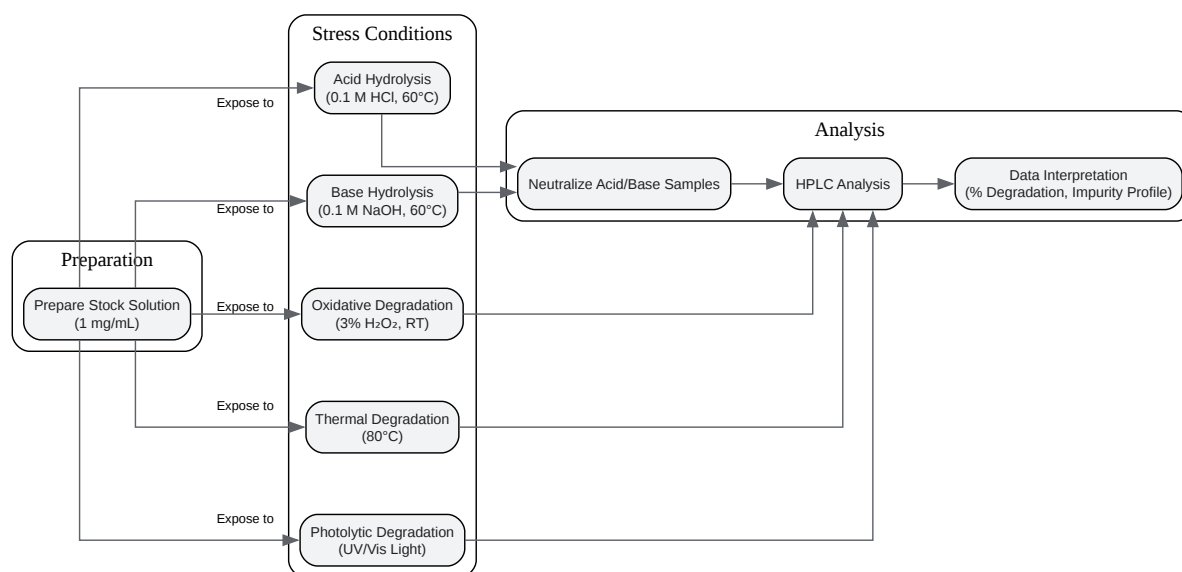 Stress Conditions
Acid Hydrolysis
(0.1 M HCl, 60°C)
Expose to
Analysis
Neutralize Acid/Base Samples
HPLC Analysis
Data Interpretation
(% Degradation, Impurity Profile)
Base Hydrolysis
(0.1 M NaOH, 60°C)
Expose to
Preparation
Prepare Stock Solution
(1 mg/mL)
Expose to
Oxidative Degradation
(3% H₂O₂, RT)
Expose to
Thermal Degradation
(80°C)
Expose to
Photolytic Degradation
(UV/Vis Light)